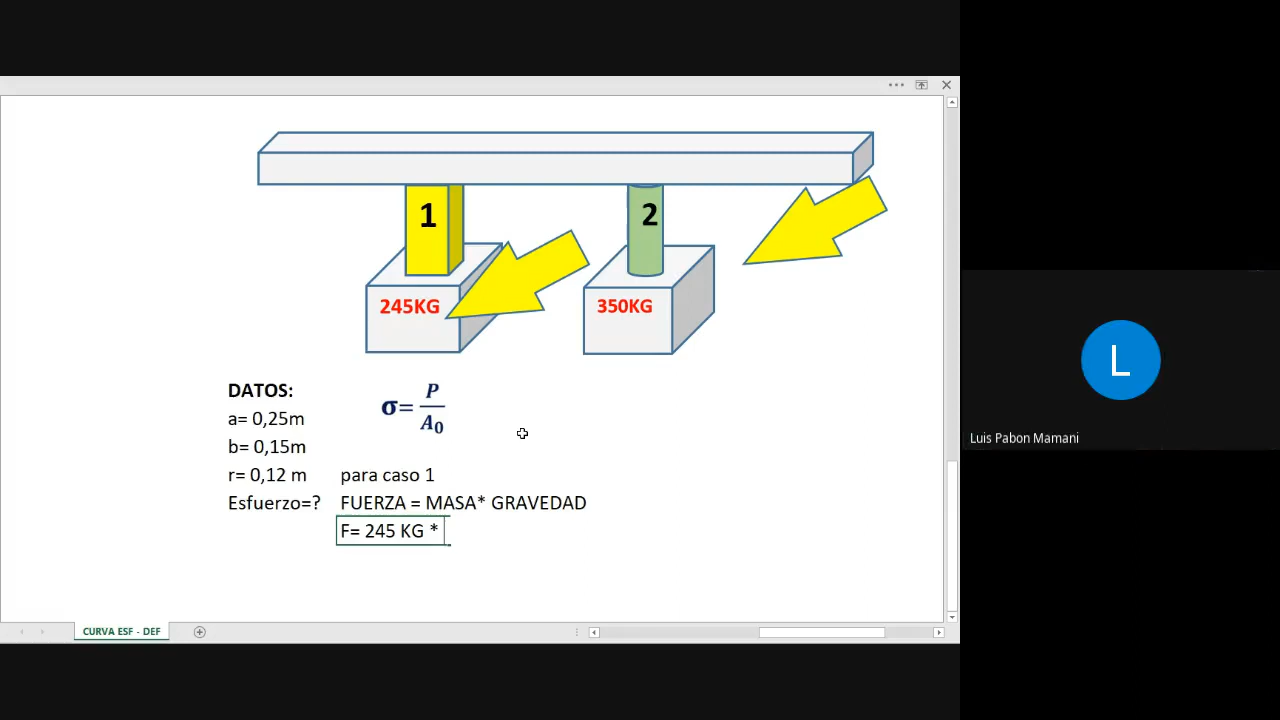 1
2
245KG
350KG
DATOS:
a= 0,25m
b= 0,15m
r= 0,12 m
Esfuerzo=?
σ= P
A₀
para caso 1
FUERZA = MASA* GRAVEDAD
F= 245 KG *
CURVA ESF - DEF
L
Luis Pabon Mamani